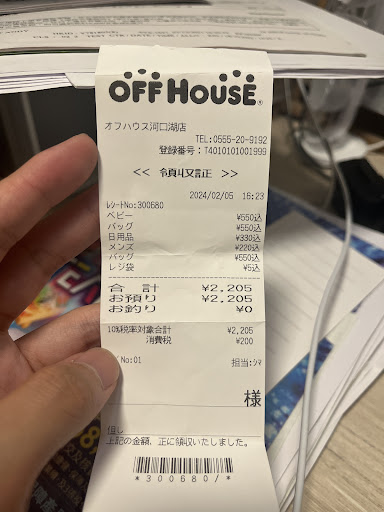 OFF HOUSE®
オフハウス河口湖店
TEL:0555-20-9192
登録番号：T4010101001999
<< 領収証 >>
2024/02/05 16:23
ﾚｼｰﾄNo:300680
ベビー ¥550込
バッグ ¥550込
日用品 ¥330込
メンズ ¥220込
バッグ ¥550込
レジ袋 ¥5込
合 計 ¥2,205
お預り ¥2,205
お釣り ¥0
10%税率対象合計 ¥2,205
消費税 ¥200
No:01 担当:ｼﾏ
様
但し
上記の金額、正に領収いたしました。
*300680/*